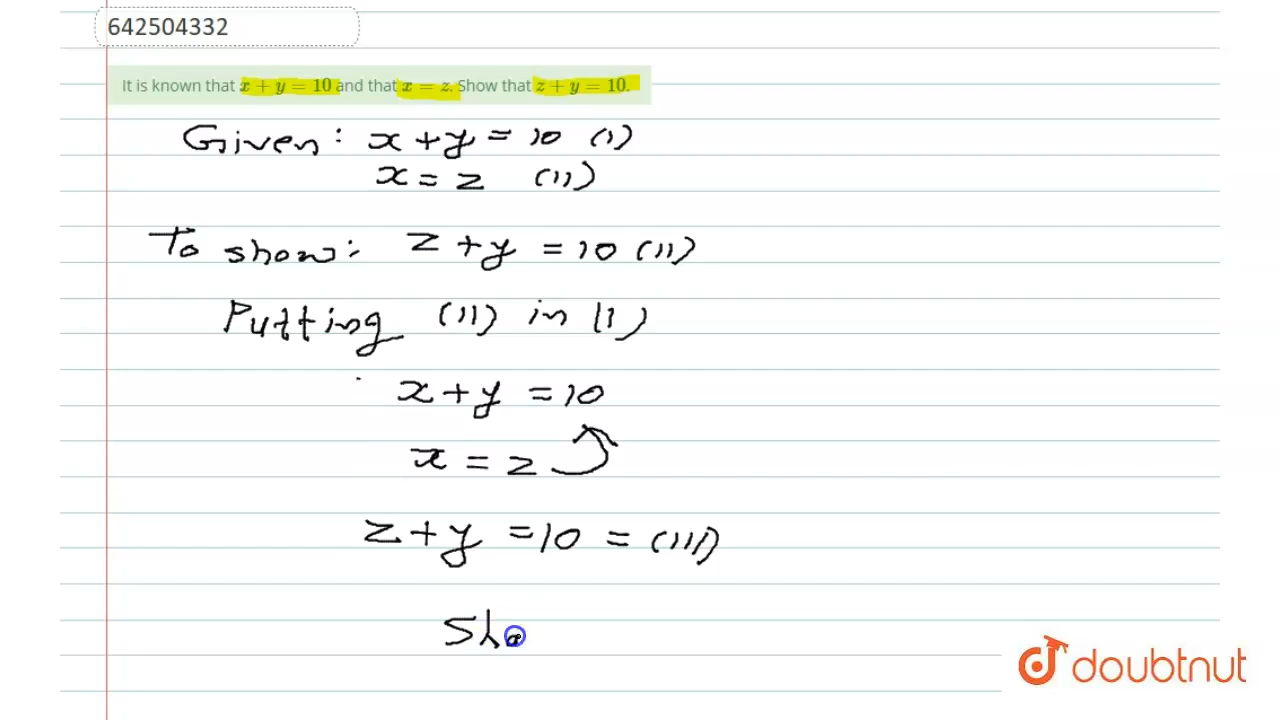 642504332
It is known that x + y = 10 and that x = z. Show that z + y = 10.
Given: x + y = 10 (1)
x = z (11)
To show: z + y = 10 (11)
Putting (11) in (1)
x + y = 10
x = z
z + y = 10 = (111)
Sho
doubtnut